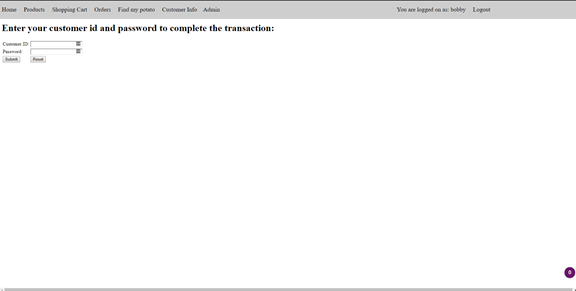 Home Products Shopping Cart Orders Find my potato Customer Info Admin You are logged on as: bobby Logout
Enter your customer id and password to complete the transaction:
Customer ID:
Password:
Submit Reset
0